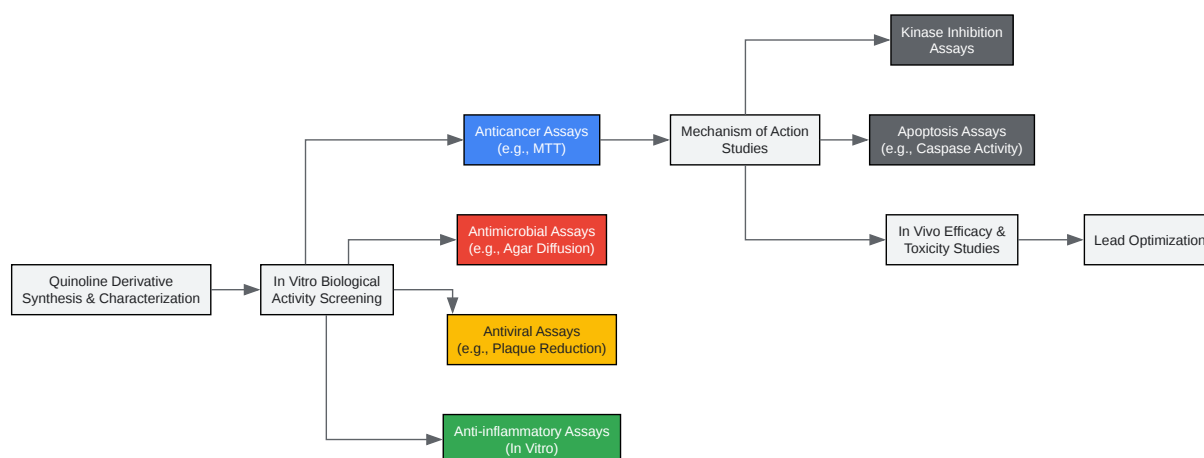 Kinase Inhibition
Assays
Anticancer Assays
(e.g., MTT)
Mechanism of Action
Studies
Apoptosis Assays
(e.g., Caspase Activity)
Antimicrobial Assays
(e.g., Agar Diffusion)
In Vivo Efficacy &
Toxicity Studies
Lead Optimization
Quinoline Derivative
Synthesis & Characterization
In Vitro Biological
Activity Screening
Antiviral Assays
(e.g., Plaque Reduction)
Anti-inflammatory Assays
(In Vitro)